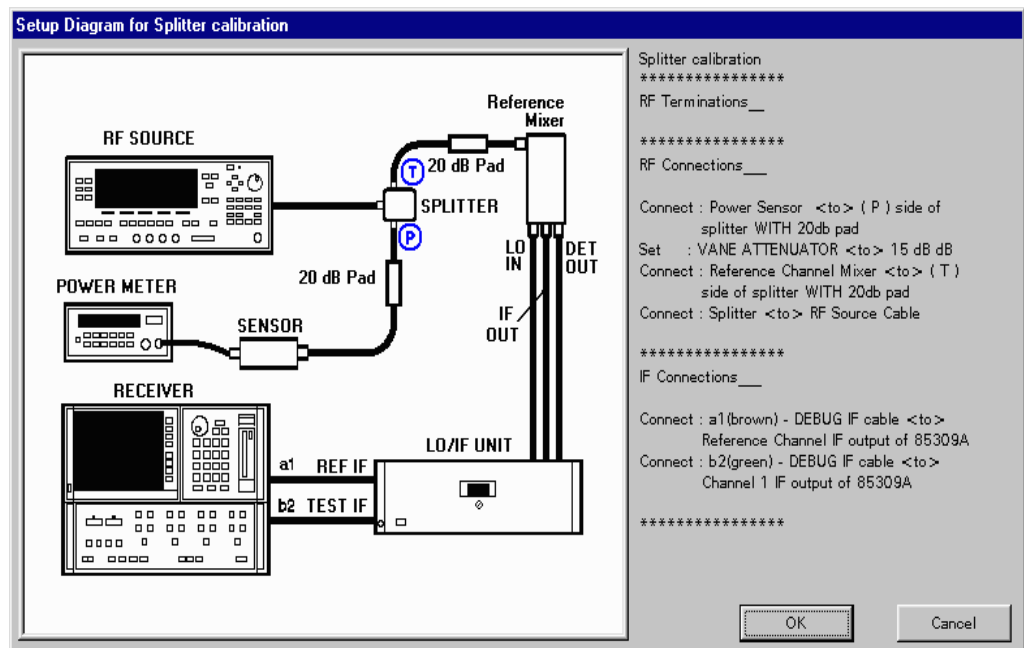 Setup Diagram for Splitter calibration
Reference
Mixer
RF SOURCE
T
20 dB Pad
SPLITTER
P
LO
IN
DET
OUT
20 dB Pad
POWER METER
IF
OUT
SENSOR
RECEIVER
LO/IF UNIT
a1 REF IF
b2 TEST IF
Splitter calibration
****************
RF Terminations__
****************
RF Connections___
Connect : Power Sensor <to> ( P ) side of
splitter WITH 20db pad
Set : VANE ATTENUATOR <to> 15 dB dB
Connect : Reference Channel Mixer <to> ( T )
side of splitter WITH 20db pad
Connect : Splitter <to> RF Source Cable
****************
IF Connections___
Connect : a1(brown) - DEBUG IF cable <to>
Reference Channel IF output of 85309A
Connect : b2(green) - DEBUG IF cable <to>
Channel 1 IF output of 85309A
****************
OK
Cancel